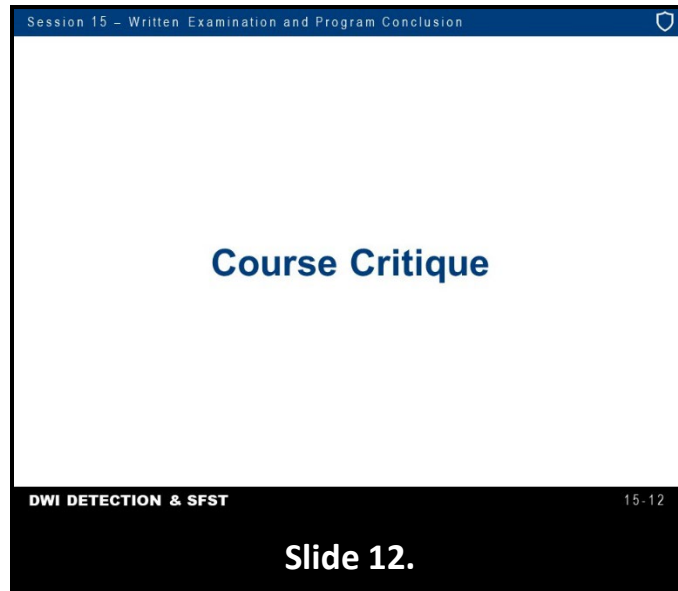 Session 15 – Written Examination and Program Conclusion
Course Critique
DWI DETECTION & SFST 15-12
Slide 12.